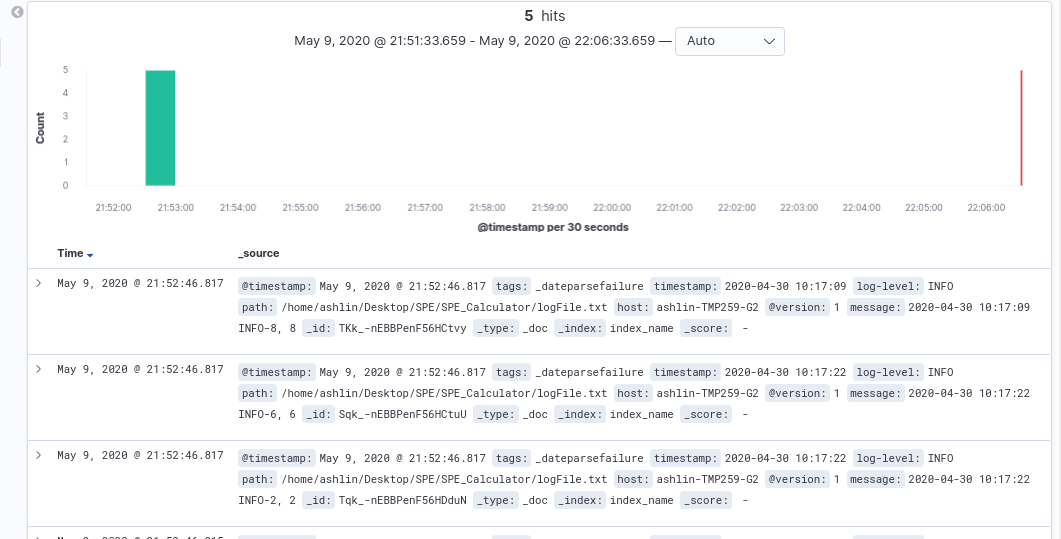 5 hits
May 9, 2020 @ 21:51:33.659 - May 9, 2020 @ 22:06:33.659 — Auto
5
4
3
2
1
0
Count
21:52:00 21:53:00 21:54:00 21:55:00 21:56:00 21:57:00 21:58:00 21:59:00 22:00:00 22:01:00 22:02:00 22:03:00 22:04:00 22:05:00 22:06:00
@timestamp per 30 seconds
Time _source
May 9, 2020 @ 21:52:46.817 @timestamp: May 9, 2020 @ 21:52:46.817 tags: _dateparsefailure timestamp: 2020-04-30 10:17:09 log-level: INFO
path: /home/ashlin/Desktop/SPE/SPE_Calculator/logFile.txt host: ashlin-TMP259-G2 @version: 1 message: 2020-04-30 10:17:09
INFO-8, 8 _id: TKk_-nEBBPenF56HCtvy _type: _doc _index: index_name _score: -
May 9, 2020 @ 21:52:46.817 @timestamp: May 9, 2020 @ 21:52:46.817 tags: _dateparsefailure timestamp: 2020-04-30 10:17:22 log-level: INFO
path: /home/ashlin/Desktop/SPE/SPE_Calculator/logFile.txt host: ashlin-TMP259-G2 @version: 1 message: 2020-04-30 10:17:22
INFO-6, 6 _id: Sqk_-nEBBPenF56HCtuU _type: _doc _index: index_name _score: -
May 9, 2020 @ 21:52:46.817 @timestamp: May 9, 2020 @ 21:52:46.817 tags: _dateparsefailure timestamp: 2020-04-30 10:17:22 log-level: INFO
path: /home/ashlin/Desktop/SPE/SPE_Calculator/logFile.txt host: ashlin-TMP259-G2 @version: 1 message: 2020-04-30 10:17:22
INFO-2, 2 _id: Tqk_-nEBBPenF56HDduN _type: _doc _index: index_name _score: -